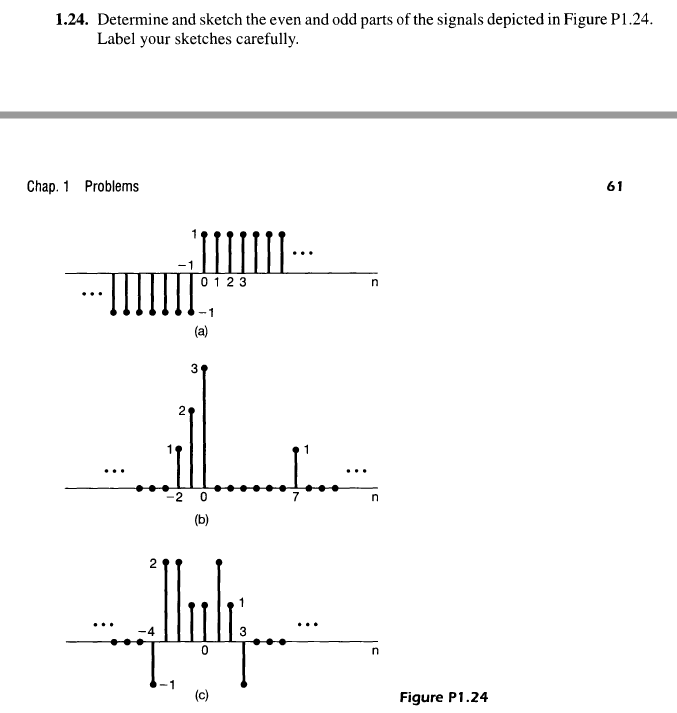 1.24. Determine and sketch the even and odd parts of the signals depicted in Figure P1.24.
Label your sketches carefully.
Chap. 1 Problems 61
1
...
−1
0 1 2 3 n
...
−1
(a)
3
2
1 1
... ...
−2 0 7 n
(b)
2
1
... ...
−4 3
0 n
−1
(c)
Figure P1.24